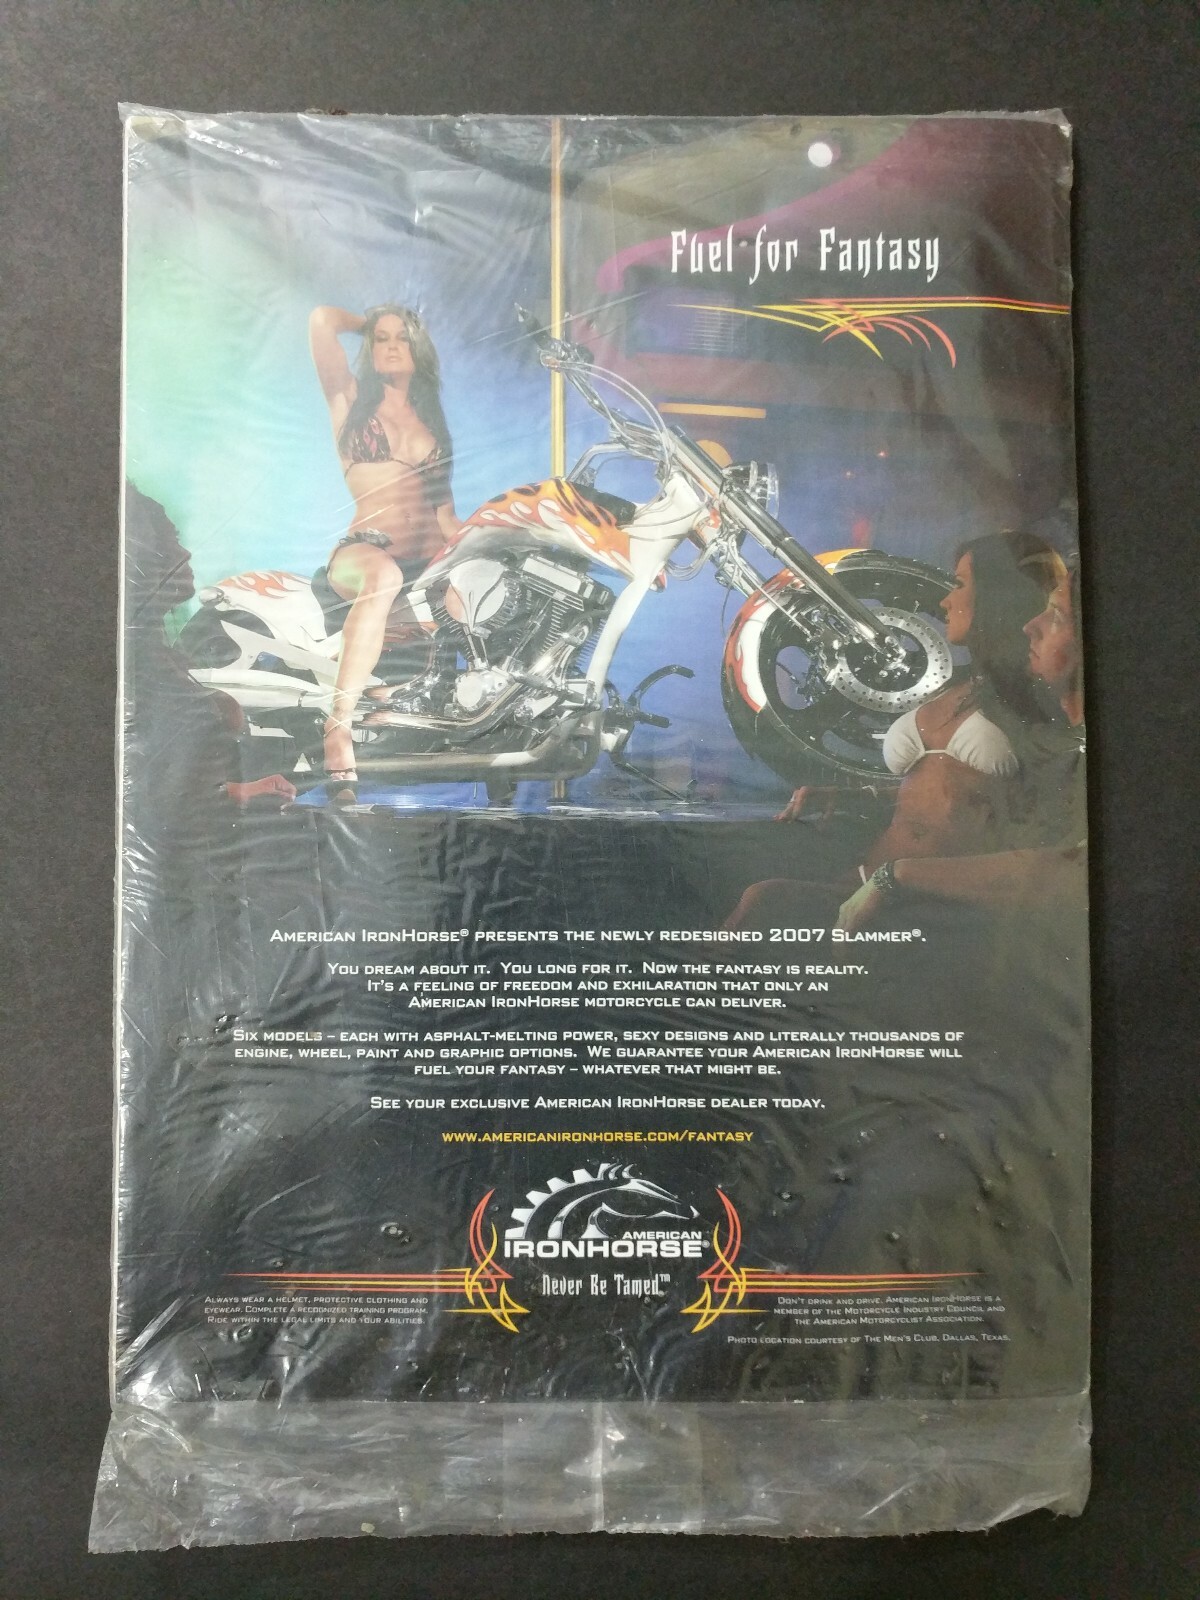 Fuel for Fantasy
American IronHorse® presents the newly redesigned 2007 Slammer®.
You dream about it. You long for it. Now the fantasy is reality.
It's a feeling of freedom and exhilaration that only an
American IronHorse motorcycle can deliver.
Six models – each with asphalt-melting power, sexy designs and literally thousands of
engine, wheel, paint and graphic options. We guarantee your American IronHorse will
fuel your fantasy – whatever that might be.
See your exclusive American IronHorse dealer today.
www.americanironhorse.com/fantasy
AMERICAN
IRONHORSE®
Never Be Tamed™
Always wear a helmet, protective clothing and
eyewear. Complete a recognized training program.
Ride within the legal limits and your abilities.
Don't drink and drive. American IronHorse is a
member of the Motorcycle Industry Council and
the American Motorcyclist Association.
Photo location courtesy of The Men's Club, Dallas, Texas.